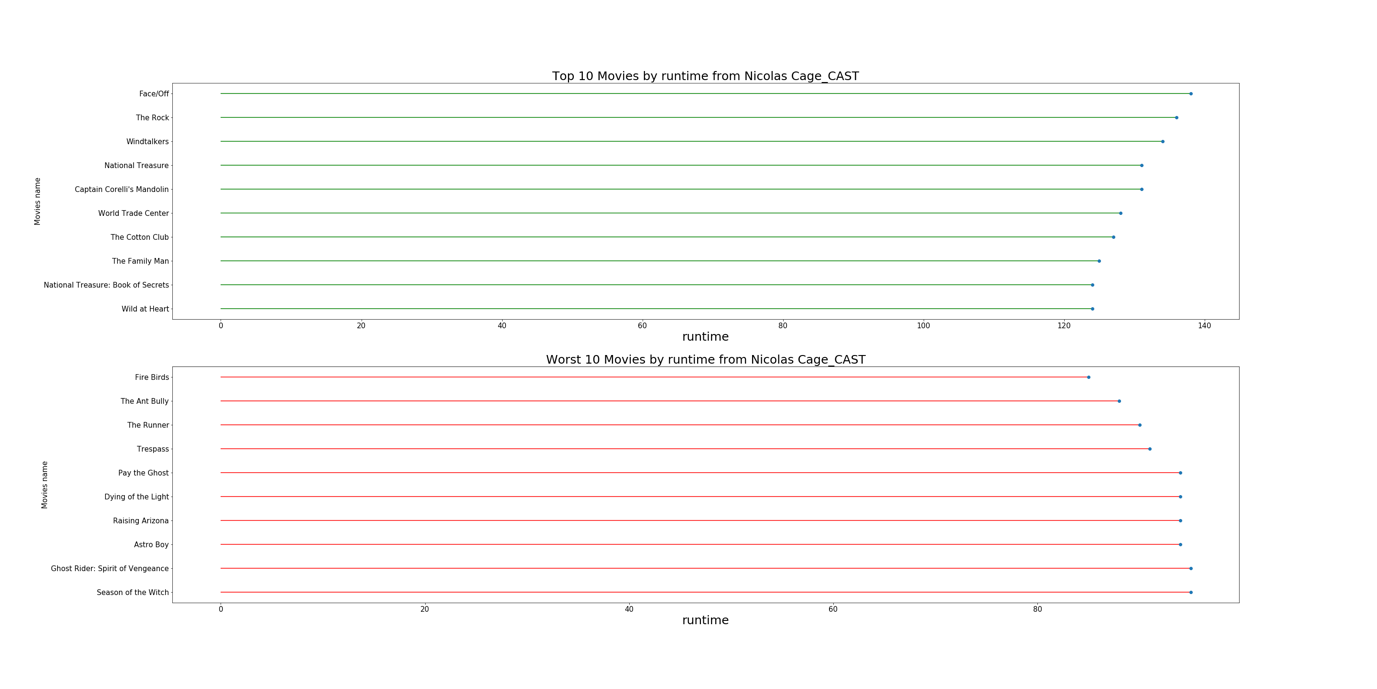 Top 10 Movies by runtime from Nicolas Cage_CAST
Movies name
Face/Off
The Rock
Windtalkers
National Treasure
Captain Corelli's Mandolin
World Trade Center
The Cotton Club
The Family Man
National Treasure: Book of Secrets
Wild at Heart
0 20 40 60 80 100 120 140
runtime
Worst 10 Movies by runtime from Nicolas Cage_CAST
Movies name
Fire Birds
The Ant Bully
The Runner
Trespass
Pay the Ghost
Dying of the Light
Raising Arizona
Astro Boy
Ghost Rider: Spirit of Vengeance
Season of the Witch
0 20 40 60 80
runtime